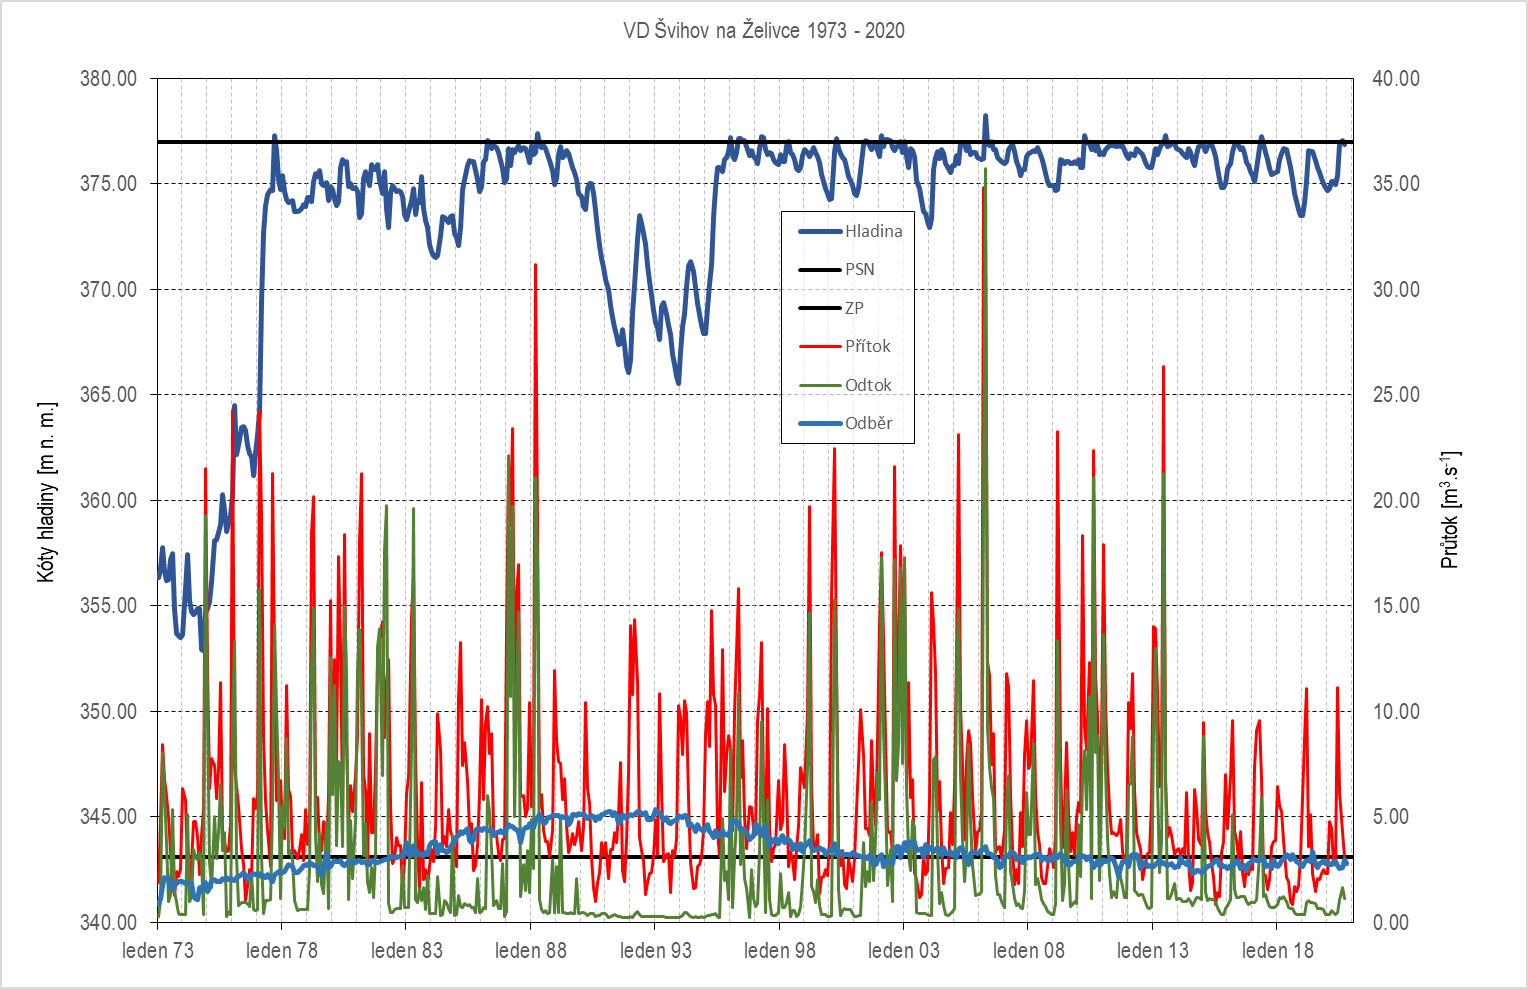 VD Švihov na Želivce 1973 - 2020
380.00
375.00
370.00
365.00
360.00
355.00
350.00
345.00
340.00
40.00
35.00
30.00
25.00
20.00
15.00
10.00
5.00
0.00
Kóty hladiny [m n. m.]
Průtok [m³.s⁻¹]
Hladina
PSN
ZP
Přítok
Odtok
Odběr
leden 73
leden 78
leden 83
leden 88
leden 93
leden 98
leden 03
leden 08
leden 13
leden 18